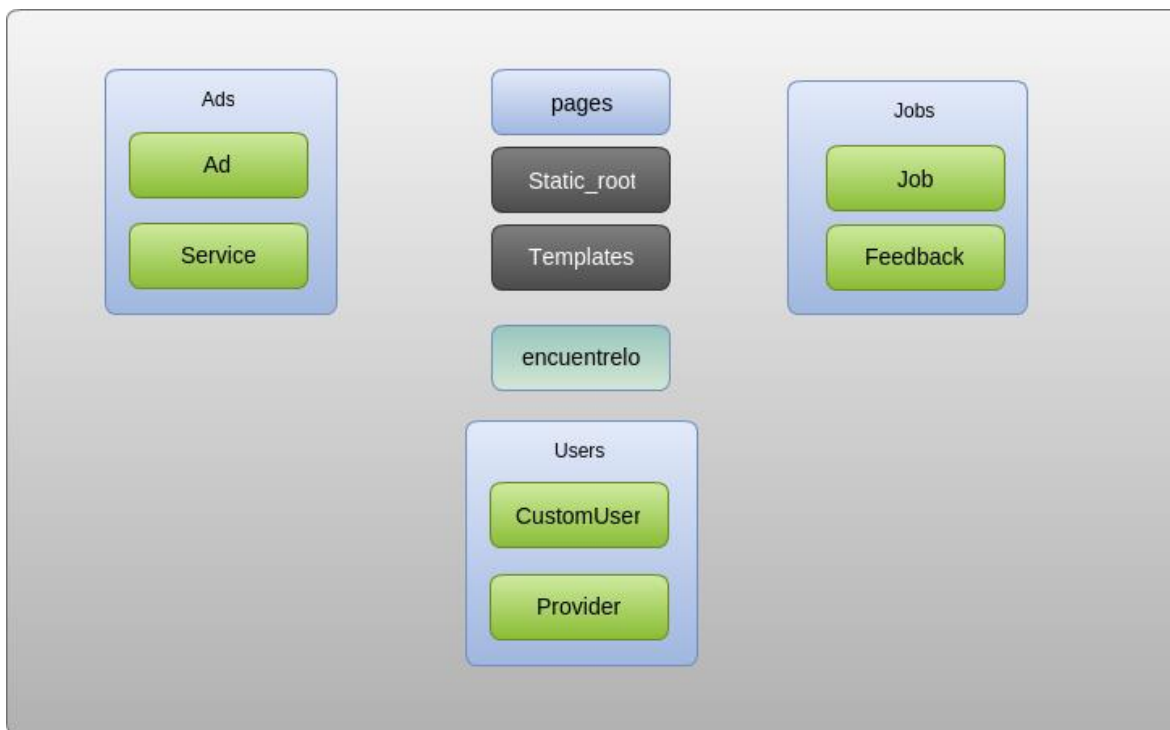 Ads
Ad
Service
pages
Static_root
Templates
encuentrelo
Jobs
Job
Feedback
Users
CustomUser
Provider